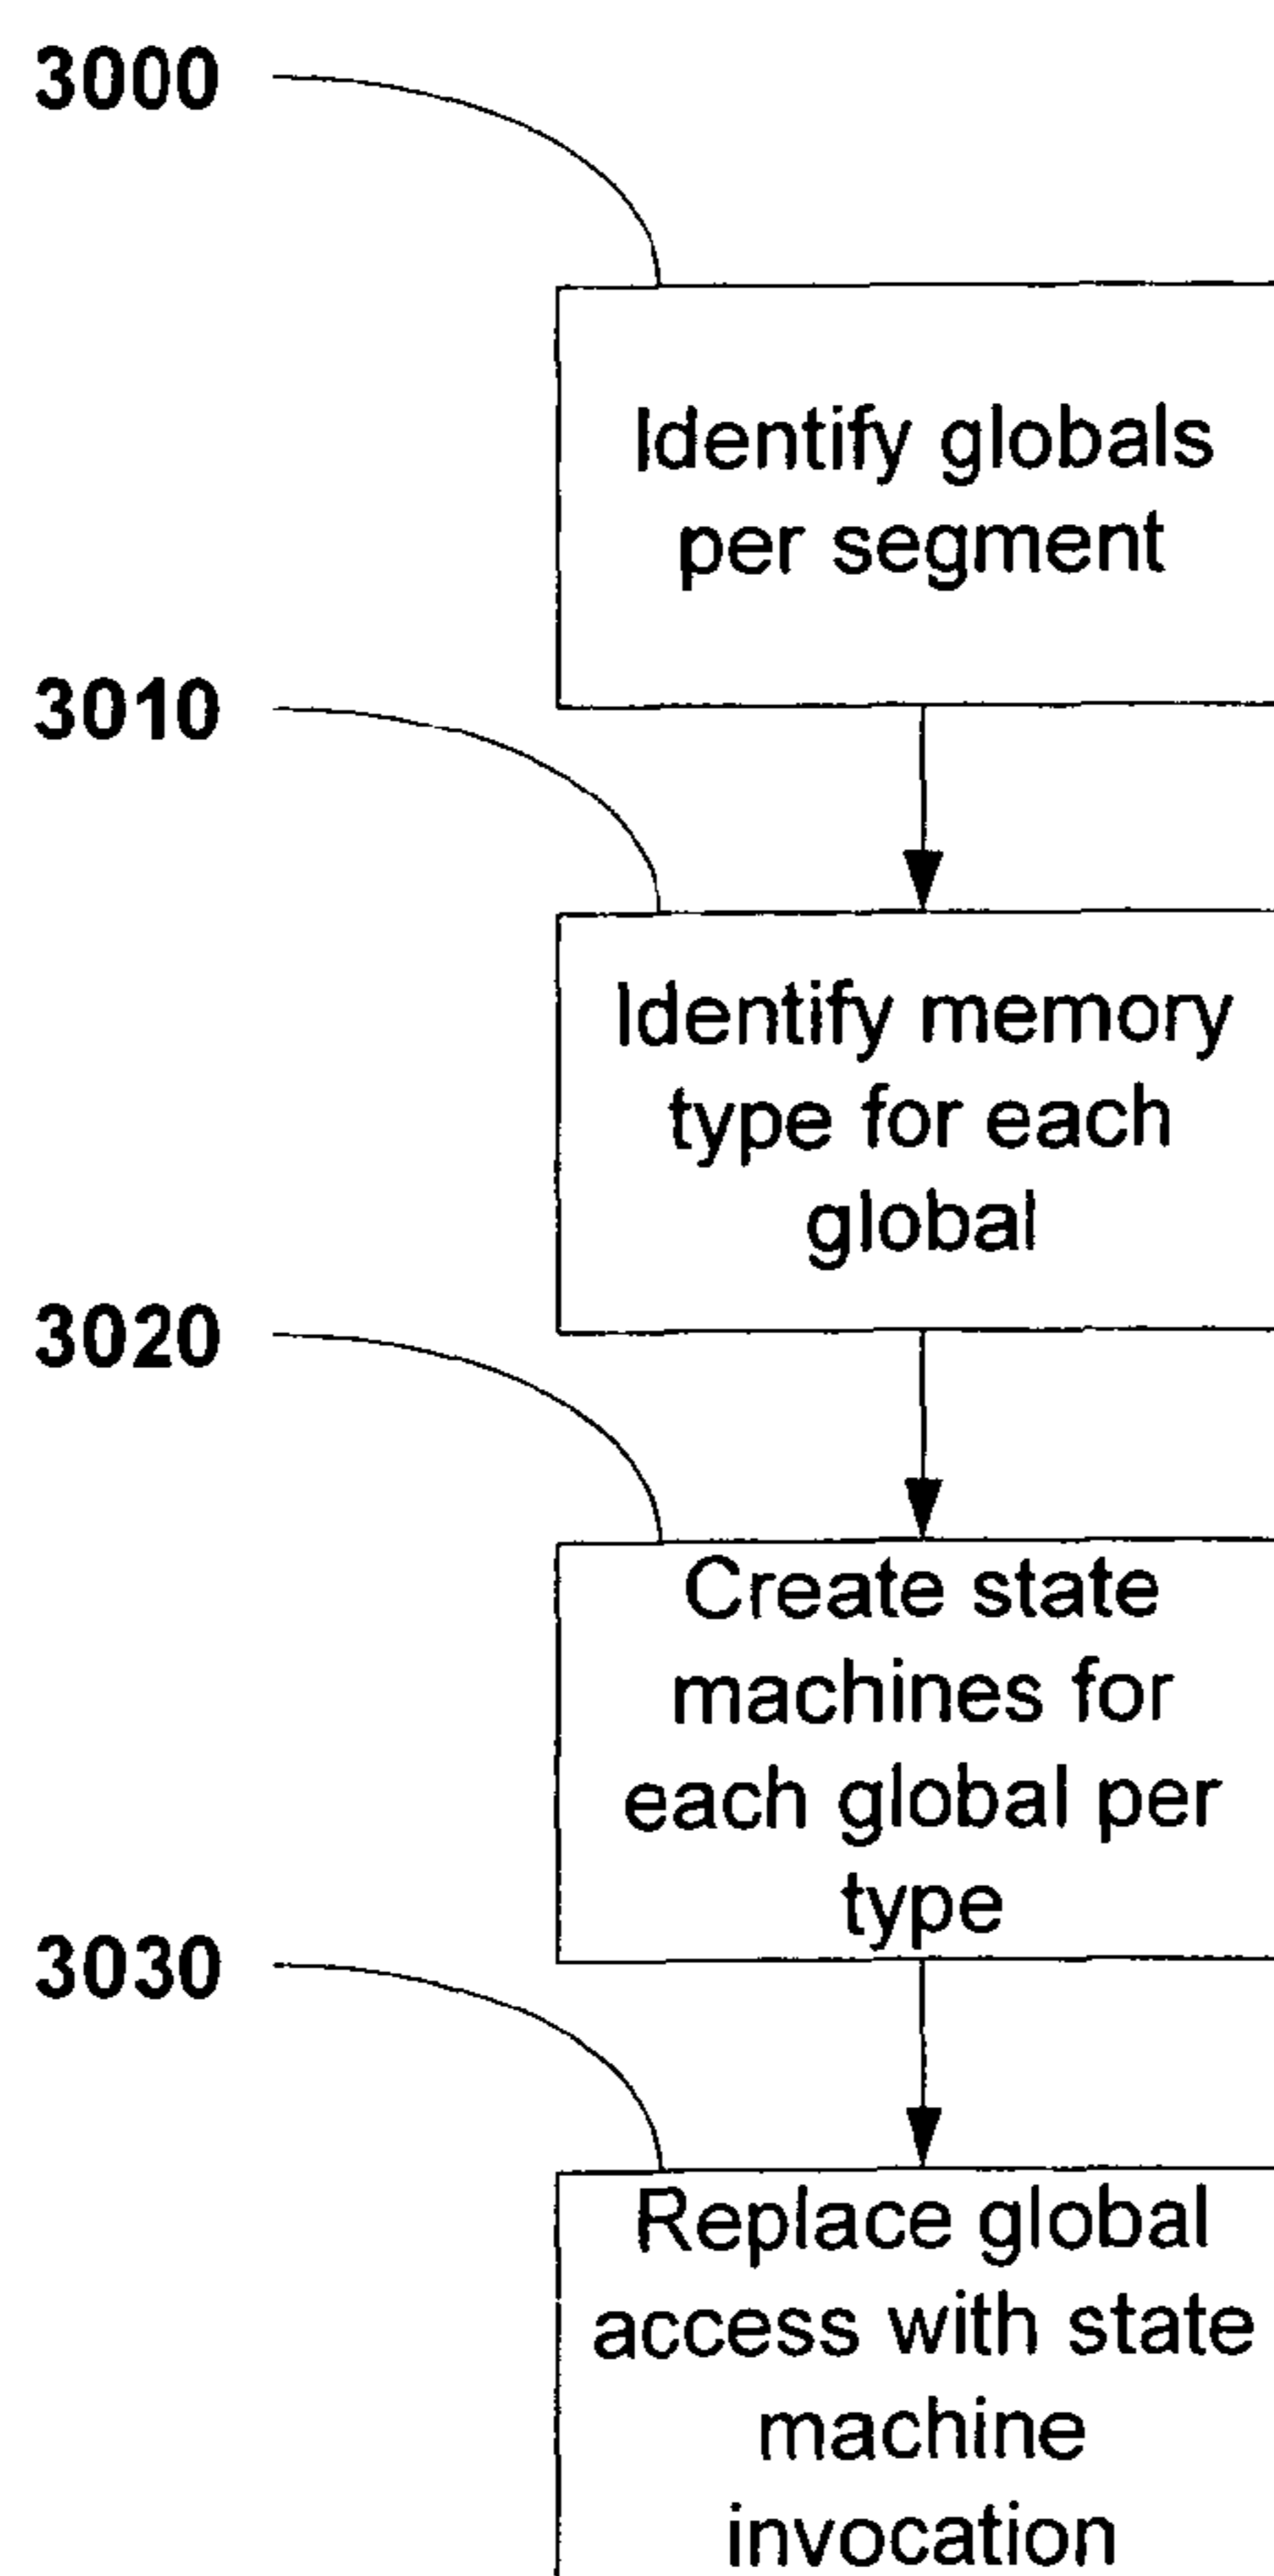 3000
Identify globals
per segment
3010
Identify memory
type for each
global
3020
Create state
machines for
each global per
type
3030
Replace global
access with state
machine
invocation